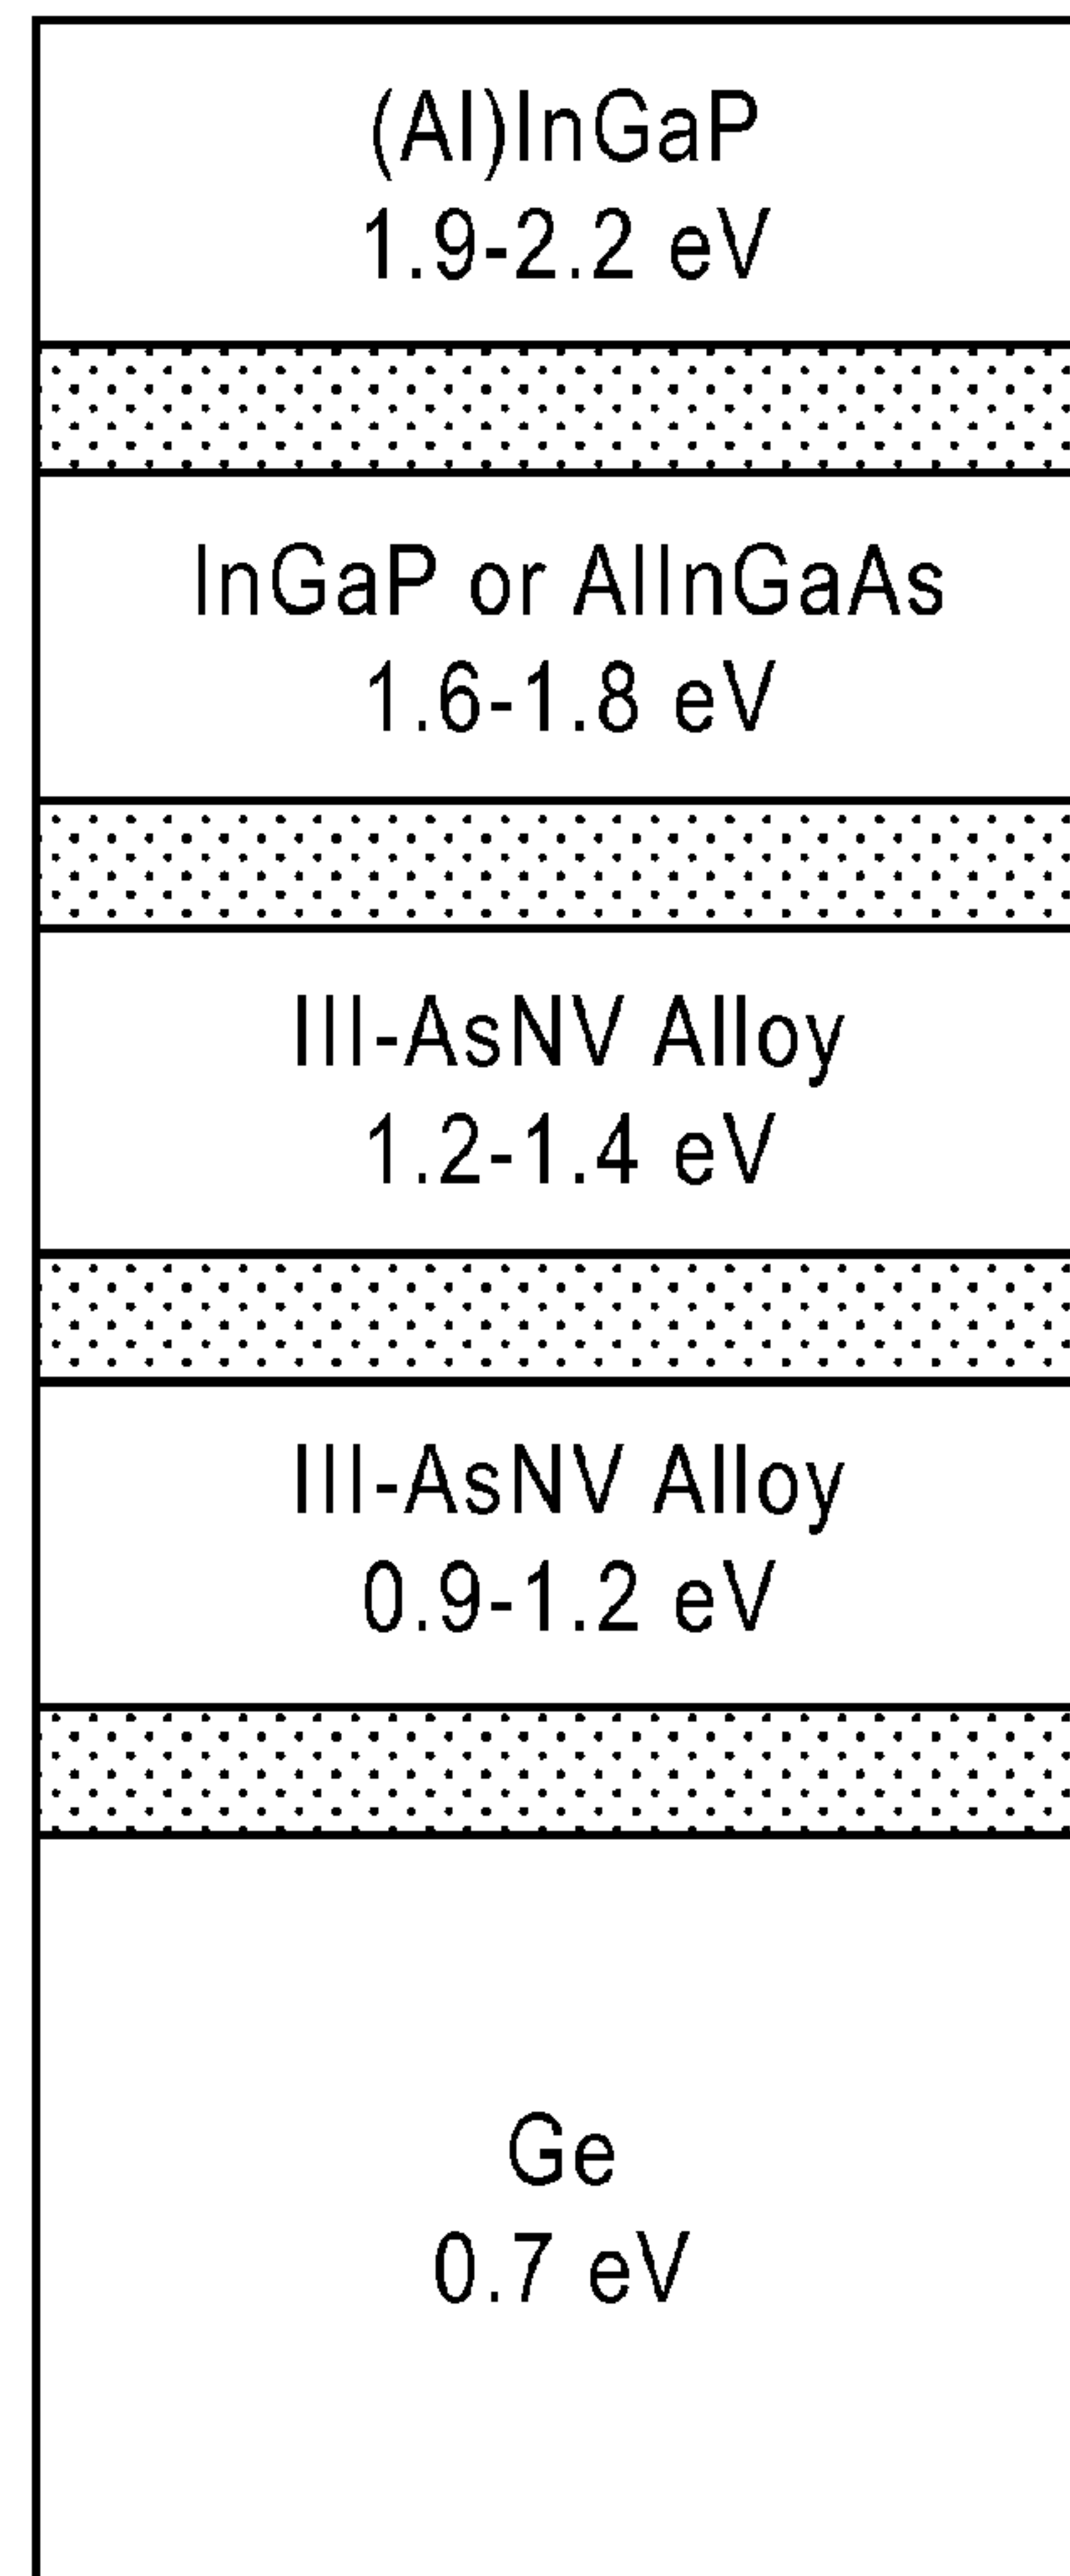 (Al)InGaP
1.9-2.2 eV
InGaP or AlInGaAs
1.6-1.8 eV
III-AsNV Alloy
1.2-1.4 eV
III-AsNV Alloy
0.9-1.2 eV
Ge
0.7 eV